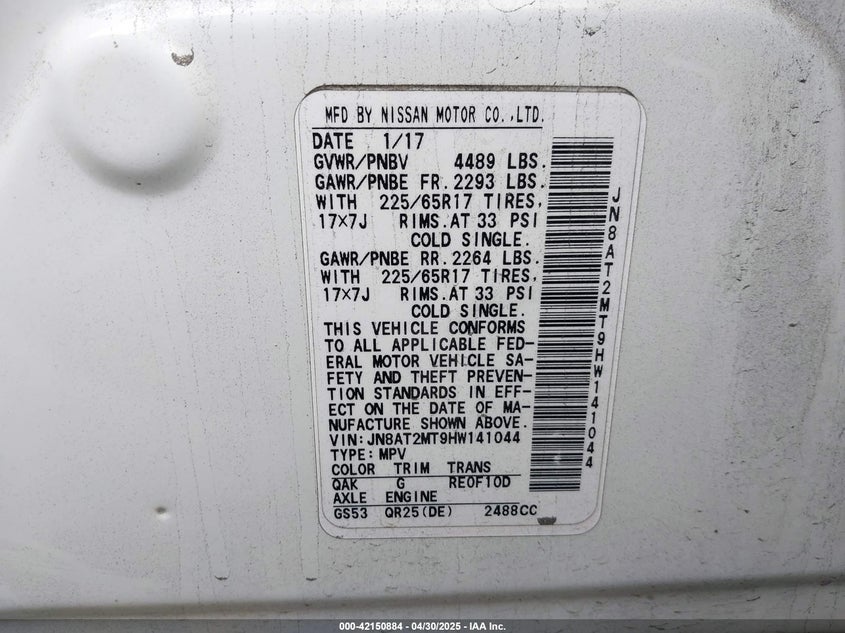 MFD BY NISSAN MOTOR CO.,LTD.
DATE 1/17
GVWR/PNBV 4489 LBS.
GAWR/PNBE FR. 2293 LBS.
WITH 225/65R17 TIRES,
17×7J RIMS.AT 33 PSI
COLD SINGLE.
GAWR/PNBE RR. 2264 LBS.
WITH 225/65R17 TIRES,
17×7J RIMS.AT 33 PSI
COLD SINGLE.
THIS VEHICLE CONFORMS
TO ALL APPLICABLE FED-
ERAL MOTOR VEHICLE SA-
FETY AND THEFT PREVEN-
TION STANDARDS IN EFF-
ECT ON THE DATE OF MA-
NUFACTURE SHOWN ABOVE.
VIN:JN8AT2MT9HW141044
TYPE: MPV
COLOR TRIM TRANS
QAK G RE0F10D
AXLE ENGINE
GS53 QR25(DE) 2488CC
JN8AT2MT9HW141044
000-42150884 - 04/30/2025 - IAA Inc.